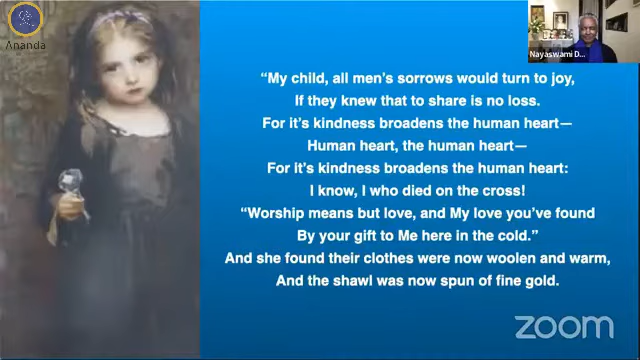 Ananda
Nayaswami D...
“My child, all men’s sorrows would turn to joy,
If they knew that to share is no loss.
For it’s kindness broadens the human heart—
Human heart, the human heart—
For it’s kindness broadens the human heart:
I know, I who died on the cross!
“Worship means but love, and My love you’ve found
By your gift to Me here in the cold.”
And she found their clothes were now woolen and warm,
And the shawl was now spun of fine gold.
zoom